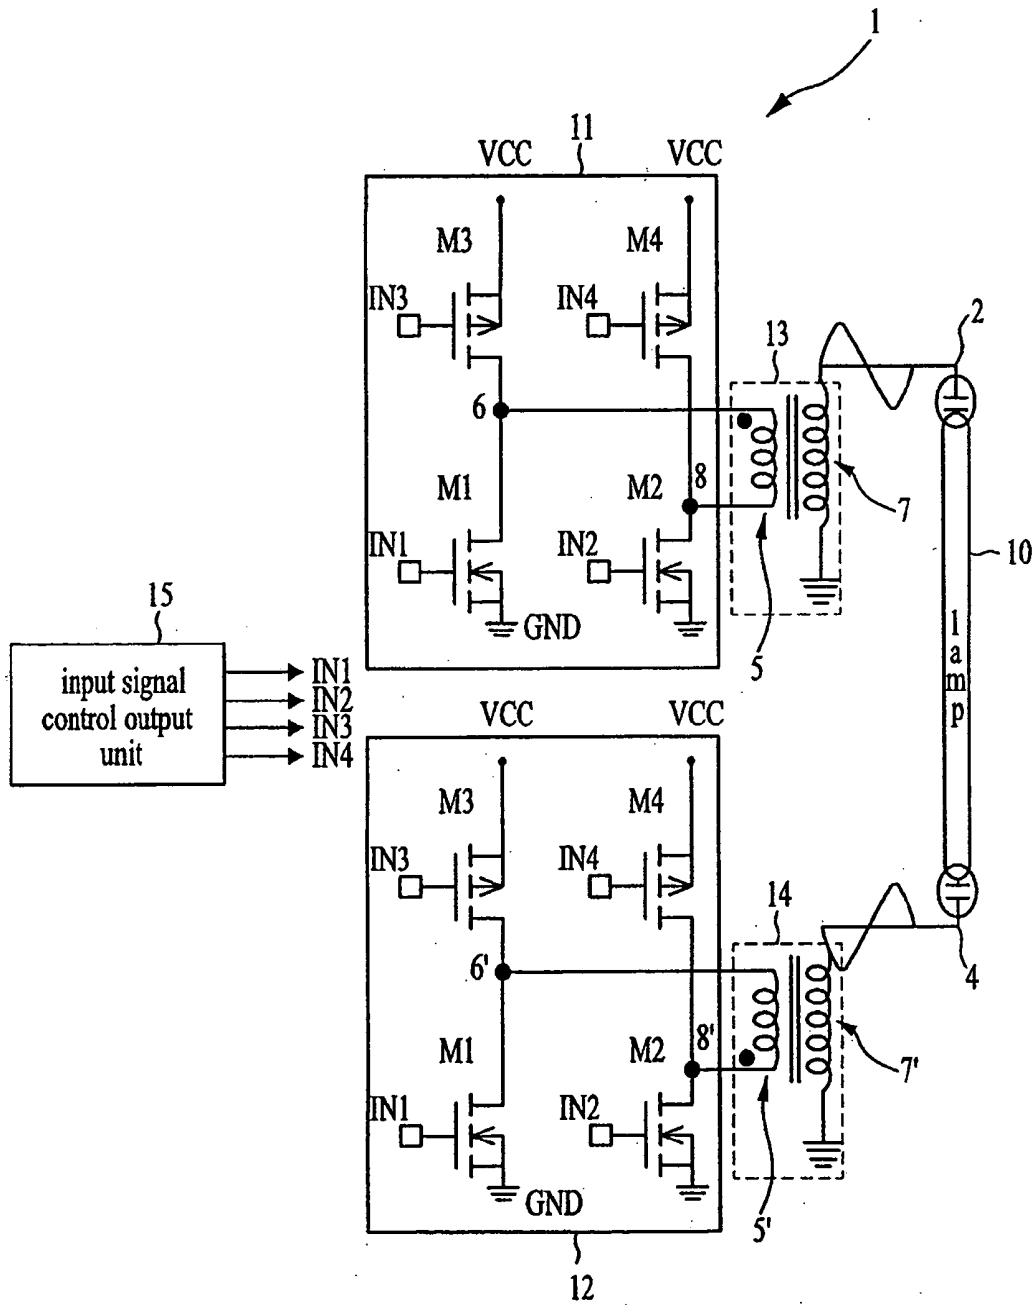 1
11
VCC VCC
M3 M4
IN3 IN4
2
13
6
M1 M2
8
7
IN1 IN2
10
GND
5
lamp
15
input signal
control output
unit
IN1
IN2
IN3
IN4
VCC VCC
M3 M4
IN3 IN4
14
6'
4
M1 M2
8'
7'
IN1 IN2
GND
5'
12